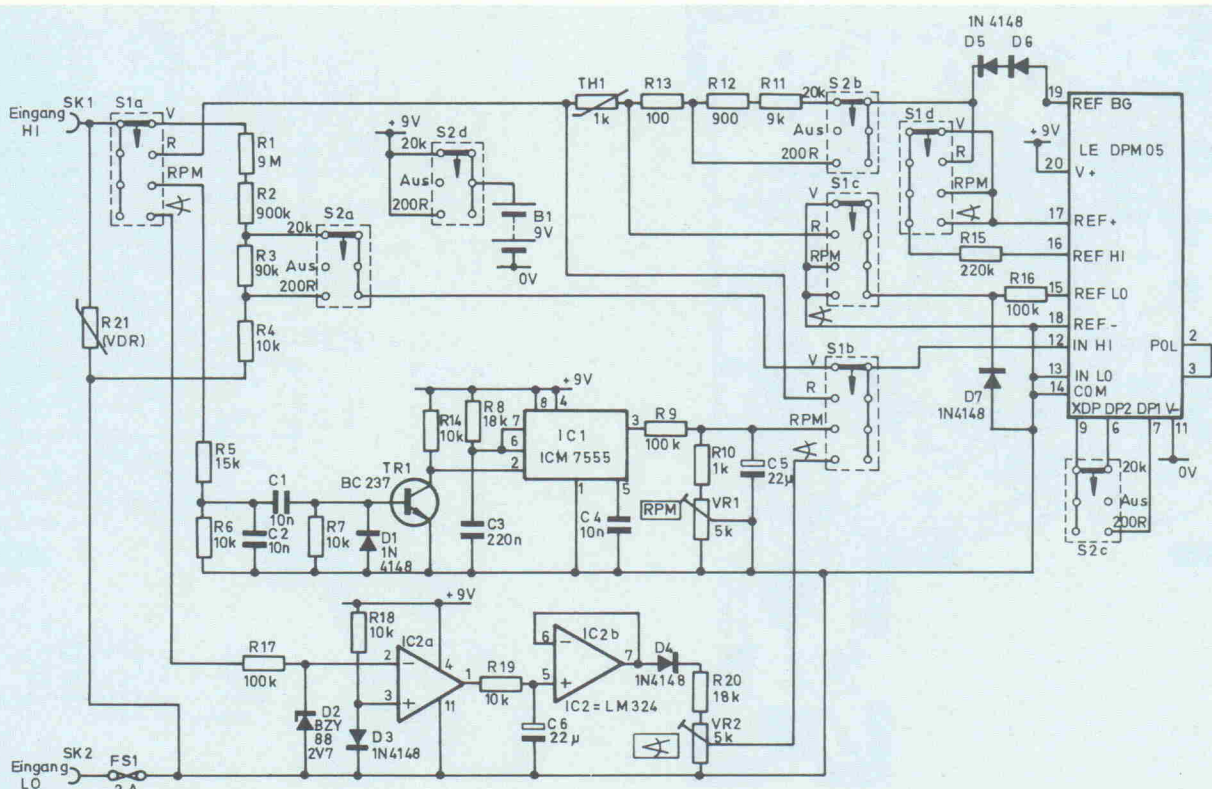 1N 4148
D5 D6
Eingang
HI
SK1
S1a
V
R
RPM
R1
9M
R2
900k
R3
90k
R4
10k
R21
(VDR)
S2a
20k
Aus
200R
+9V
20k
S2d
Aus
200R
B1
9V
0V
TH1
1k
R13
100
R12
900
R11
9k
20k
S2b
Aus
200R
S1d
V
R
RPM
S1c
V
R
RPM
R15
220k
R16
100k
D7
1N4148
S1b
V
R
RPM
+9V
LE DPM 05
19 REF BG
20 V+
17 REF+
16 REF HI
15 REF LO
18 REF-
12 IN HI
13 IN LO
14 COM
POL
2
3
XDP DP2 DP1 V-
9 6 7 11
0V
20k
Aus
200R
S2c
R5
15k
R6
10k
C1
10n
C2
10n
R7
10k
D1
1N
4148
BC 237
TR1
R14
10k
R8
18k
C3
220n
+9V
8 4
7
6
2
IC1
ICM 7555
3
1 5
C4
10n
R9
100k
R10
1k
RPM
VR1
5k
C5
22µ
R17
100k
D2
BZY
88
2V7
+9V
R18
10k
D3
1N4148
IC2a
2
3
4
1
11
R19
10k
C6
22µ
IC2b
6
5
7
IC2 = LM324
D4
1N4148
R20
18k
VR2
5k
Eingang
LO
SK2
FS1